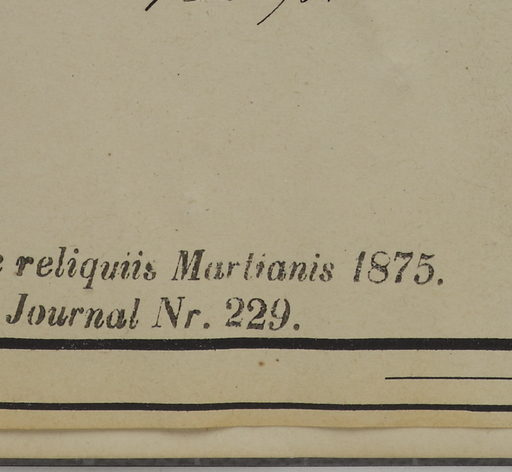 reliquiis Martianis 1875.
Journal Nr. 229.